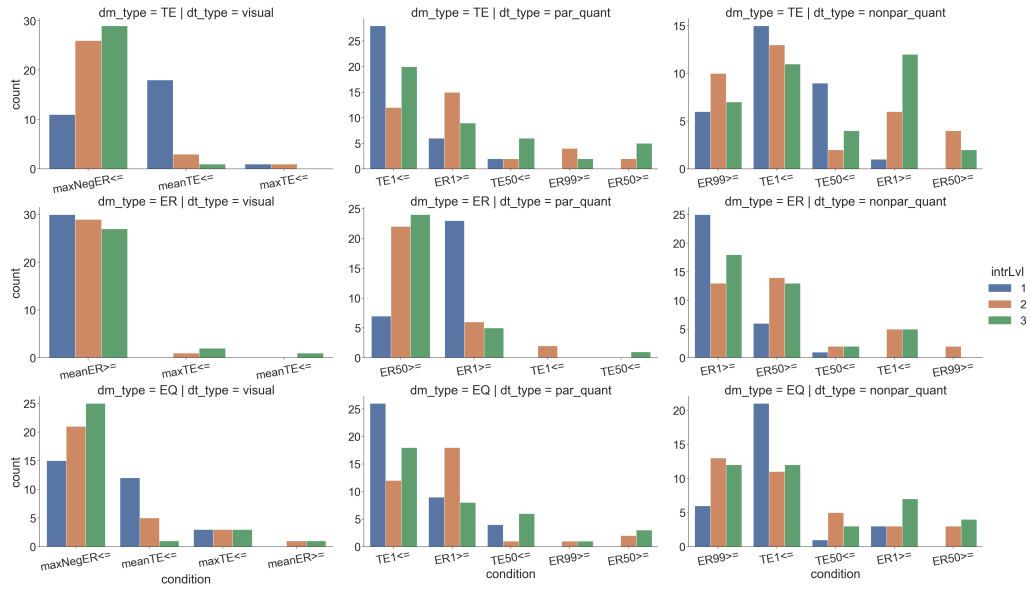 dm_type = TE | dt_type = visual
dm_type = TE | dt_type = par_quant
dm_type = TE | dt_type = nonpar_quant
count
30
20
10
0
maxNegER<= meanTE<= maxTE<=
25
20
15
10
5
0
TE1<= ER1>= TE50<= ER99>= ER50>=
15
10
5
0
ER99>= TE1<= TE50<= ER1>= ER50>=
dm_type = ER | dt_type = visual
dm_type = ER | dt_type = par_quant
dm_type = ER | dt_type = nonpar_quant
count
30
20
10
0
meanER>= maxTE<= meanTE<=
25
20
15
10
5
0
ER50>= ER1>= TE1<= TE50<=
25
20
15
10
5
0
ER1>= ER50>= TE50<= TE1<= ER99>=
intrLvl
1
2
3
dm_type = EQ | dt_type = visual
dm_type = EQ | dt_type = par_quant
dm_type = EQ | dt_type = nonpar_quant
count
25
20
15
10
5
0
maxNegER<= meanTE<= maxTE<= meanER>=
condition
25
20
15
10
5
0
TE1<= ER1>= TE50<= ER99>= ER50>=
condition
20
15
10
5
0
ER99>= TE1<= TE50<= ER1>= ER50>=
condition